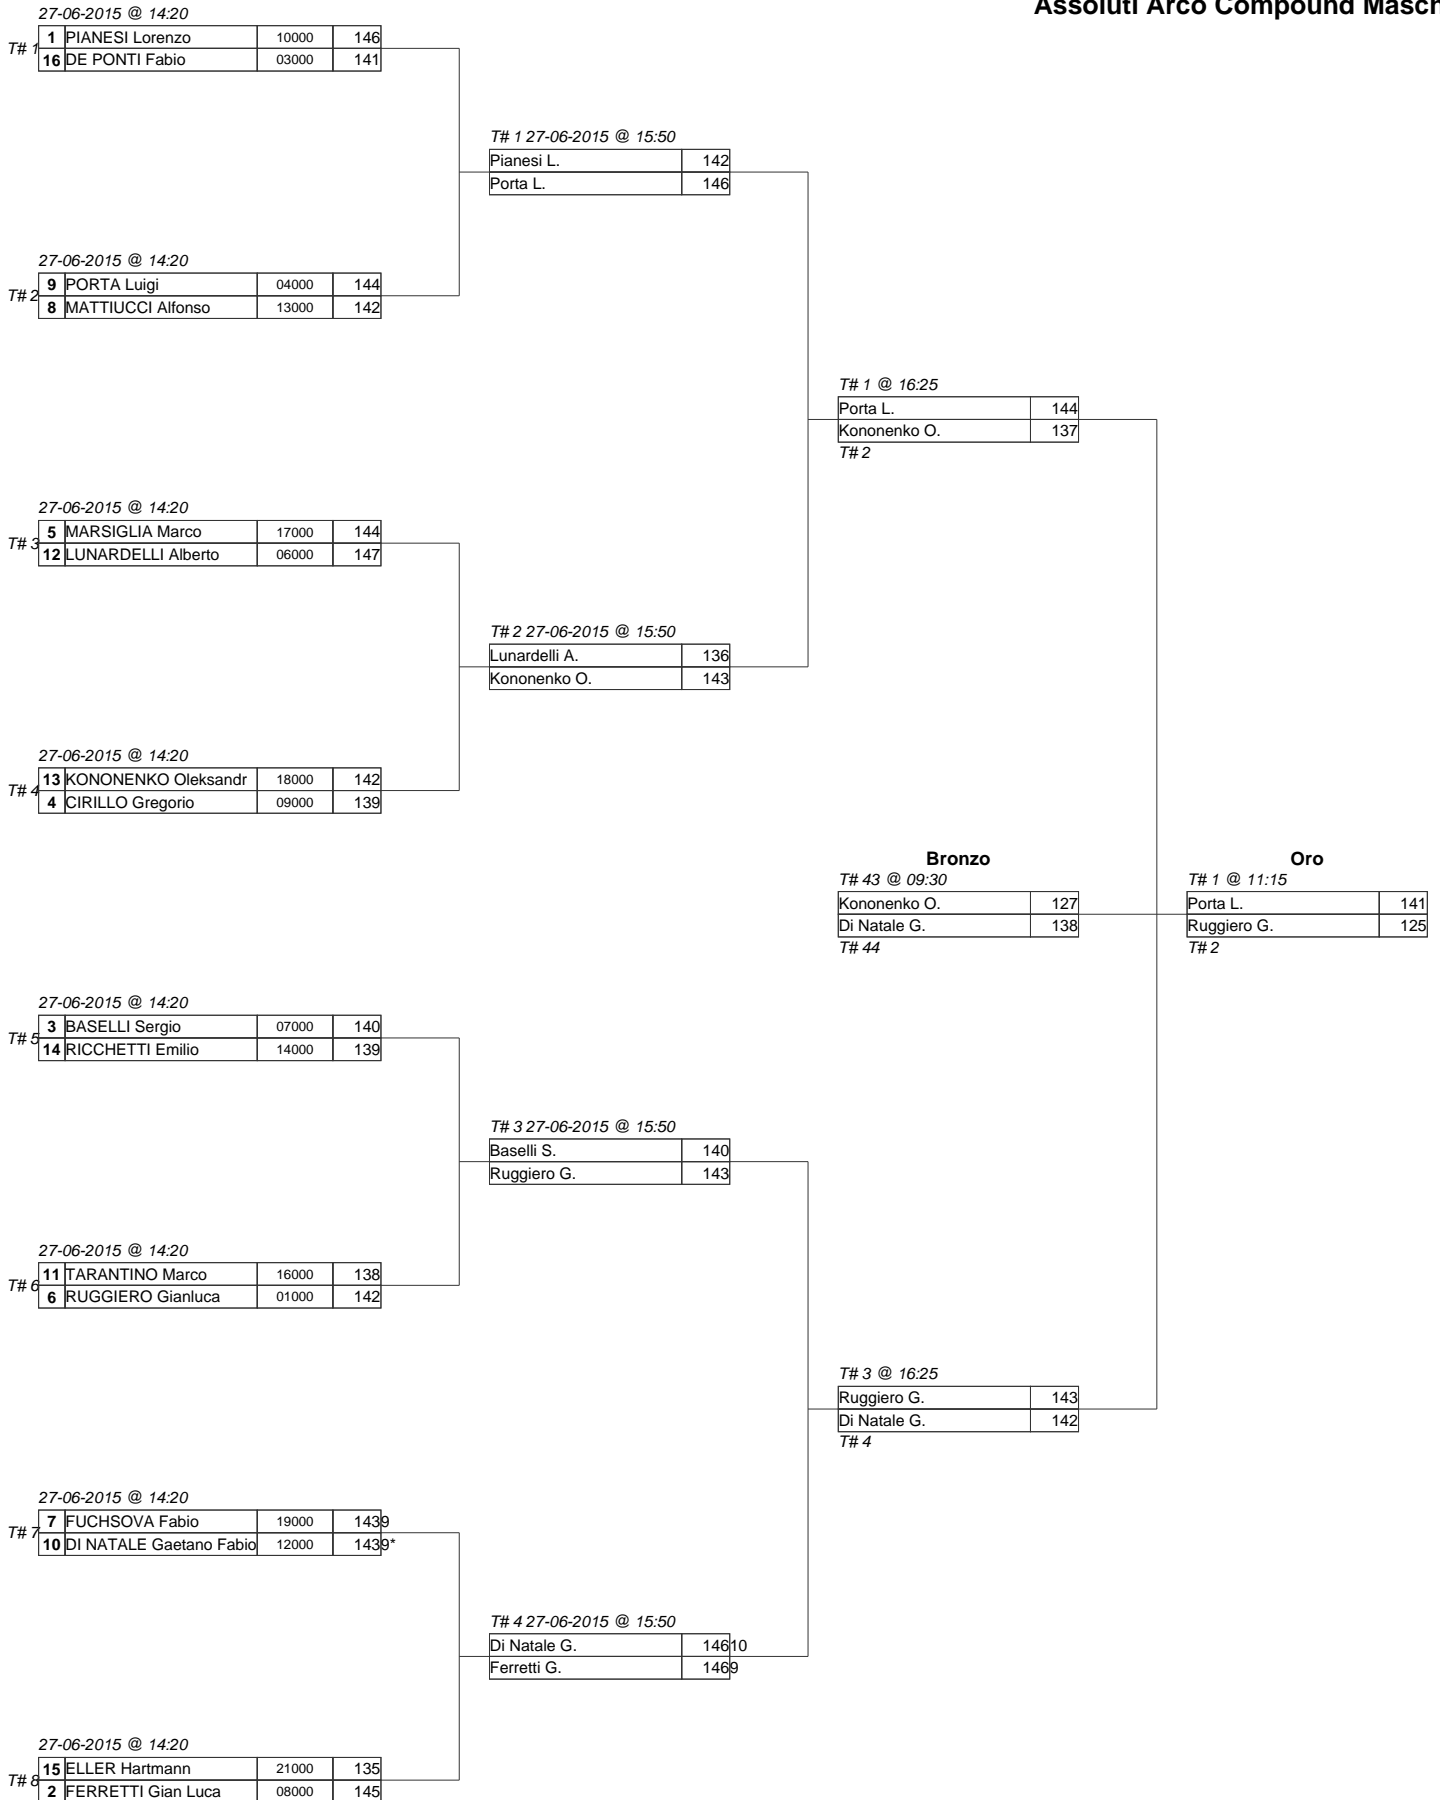 Assoluti Arco Compound Masch
27-06-2015 @ 14:20
T# 1
1 PIANESI Lorenzo 10000 146
16 DE PONTI Fabio 03000 141
T# 1 27-06-2015 @ 15:50
Pianesi L. 142
Porta L. 146
27-06-2015 @ 14:20
T# 2
9 PORTA Luigi 04000 144
8 MATTIUCCI Alfonso 13000 142
T# 1 @ 16:25
Porta L. 144
Kononenko O. 137
T# 2
27-06-2015 @ 14:20
T# 3
5 MARSIGLIA Marco 17000 144
12 LUNARDELLI Alberto 06000 147
T# 2 27-06-2015 @ 15:50
Lunardelli A. 136
Kononenko O. 143
27-06-2015 @ 14:20
T# 4
13 KONONENKO Oleksandr 18000 142
4 CIRILLO Gregorio 09000 139
Bronzo
T# 43 @ 09:30
Kononenko O. 127
Di Natale G. 138
T# 44
Oro
T# 1 @ 11:15
Porta L. 141
Ruggiero G. 125
T# 2
27-06-2015 @ 14:20
T# 5
3 BASELLI Sergio 07000 140
14 RICCHETTI Emilio 14000 139
T# 3 27-06-2015 @ 15:50
Baselli S. 140
Ruggiero G. 143
27-06-2015 @ 14:20
T# 6
11 TARANTINO Marco 16000 138
6 RUGGIERO Gianluca 01000 142
T# 3 @ 16:25
Ruggiero G. 143
Di Natale G. 142
T# 4
27-06-2015 @ 14:20
T# 7
7 FUCHSOVA Fabio 19000 1439
10 DI NATALE Gaetano Fabio 12000 1439*
T# 4 27-06-2015 @ 15:50
Di Natale G. 14610
Ferretti G. 1469
27-06-2015 @ 14:20
T# 8
15 ELLER Hartmann 21000 135
2 FERRETTI Gian Luca 08000 145